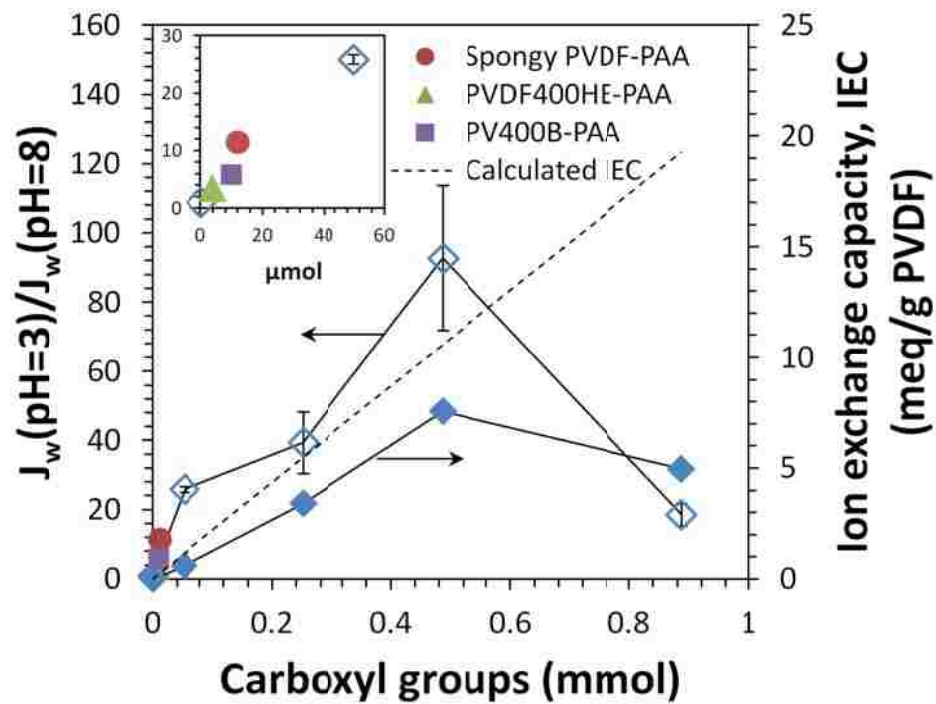 160
140
120
100
80
60
40
20
0
J_w(pH=3)/J_w(pH=8)
30
20
10
0
0 20 40 60
µmol
Spongy PVDF-PAA
PVDF400HE-PAA
PV400B-PAA
Calculated IEC
25
20
15
10
5
0
Ion exchange capacity, IEC
(meq/g PVDF)
0 0.2 0.4 0.6 0.8 1
Carboxyl groups (mmol)